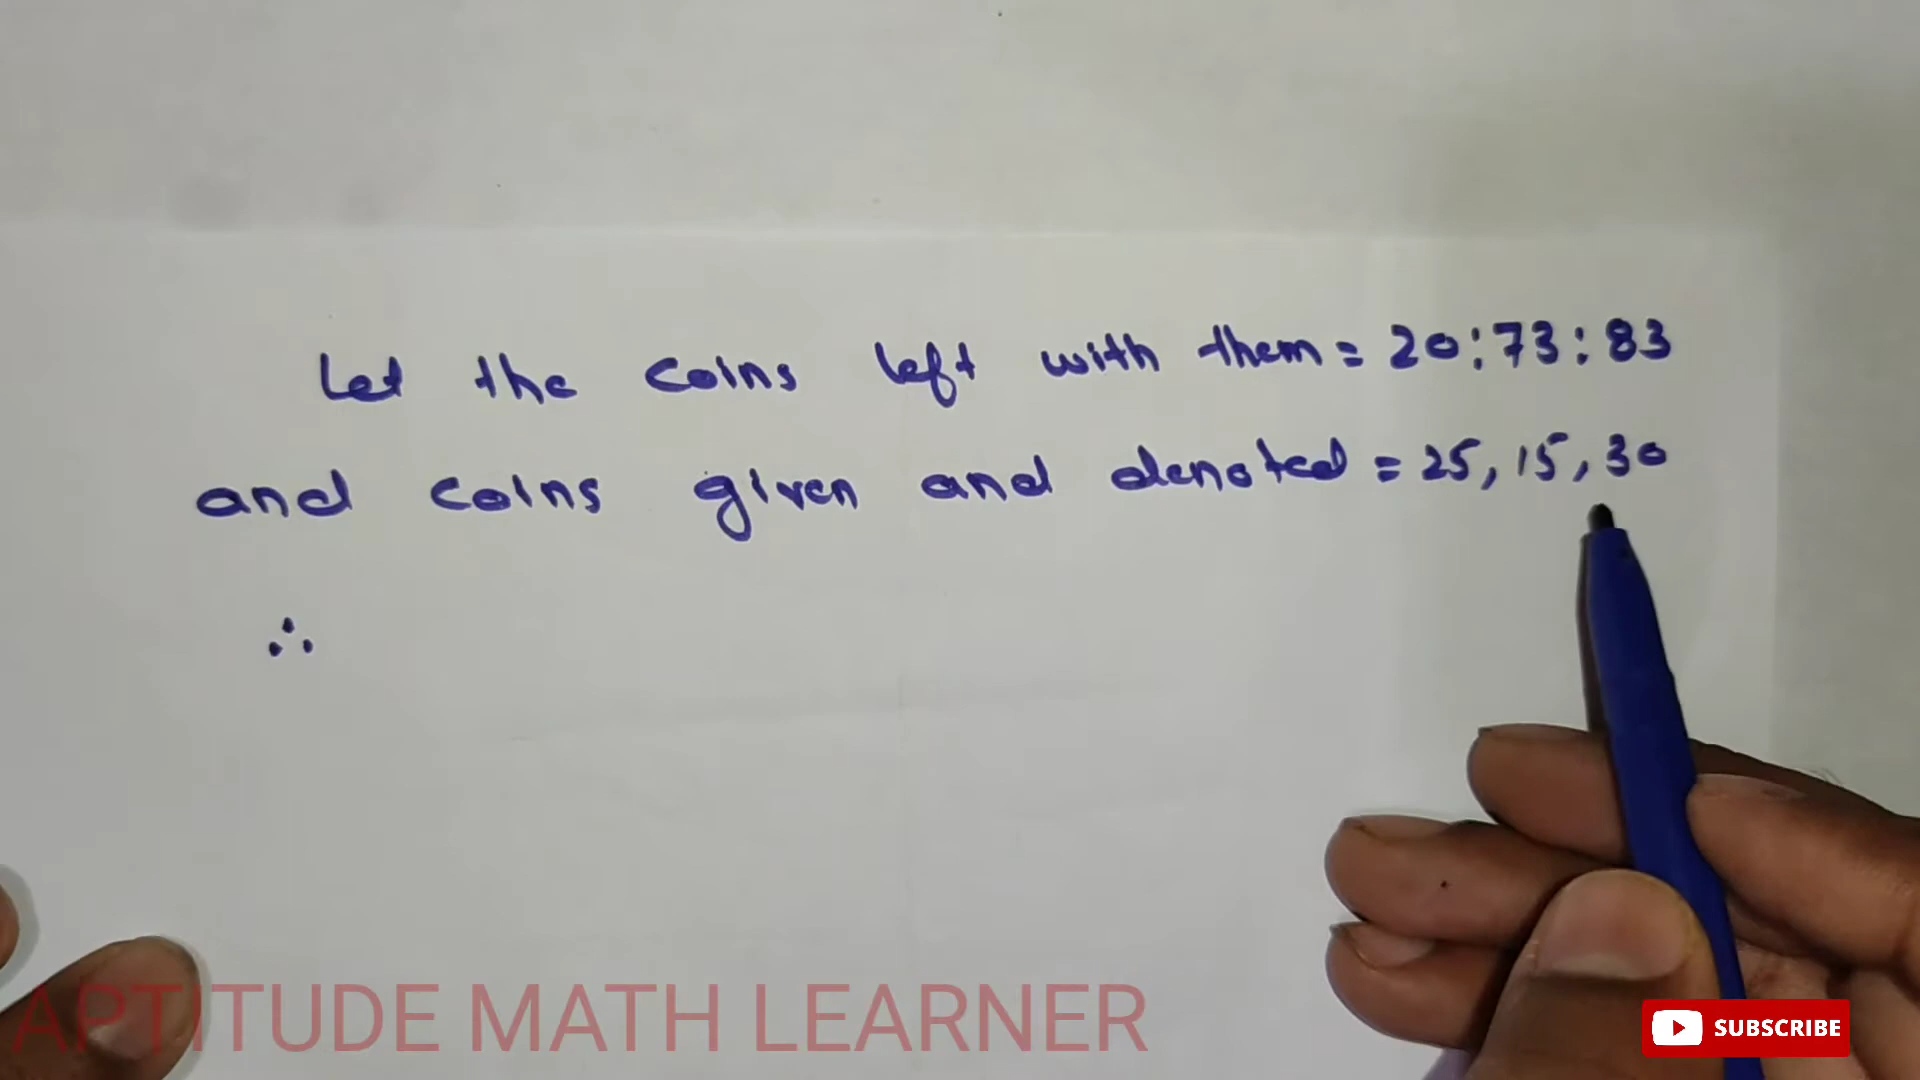 Let the coins left with them = 20:73:83
and coins given and denoted = 25, 15, 30
∴
APTITUDE MATH LEARNER
SUBSCRIBE